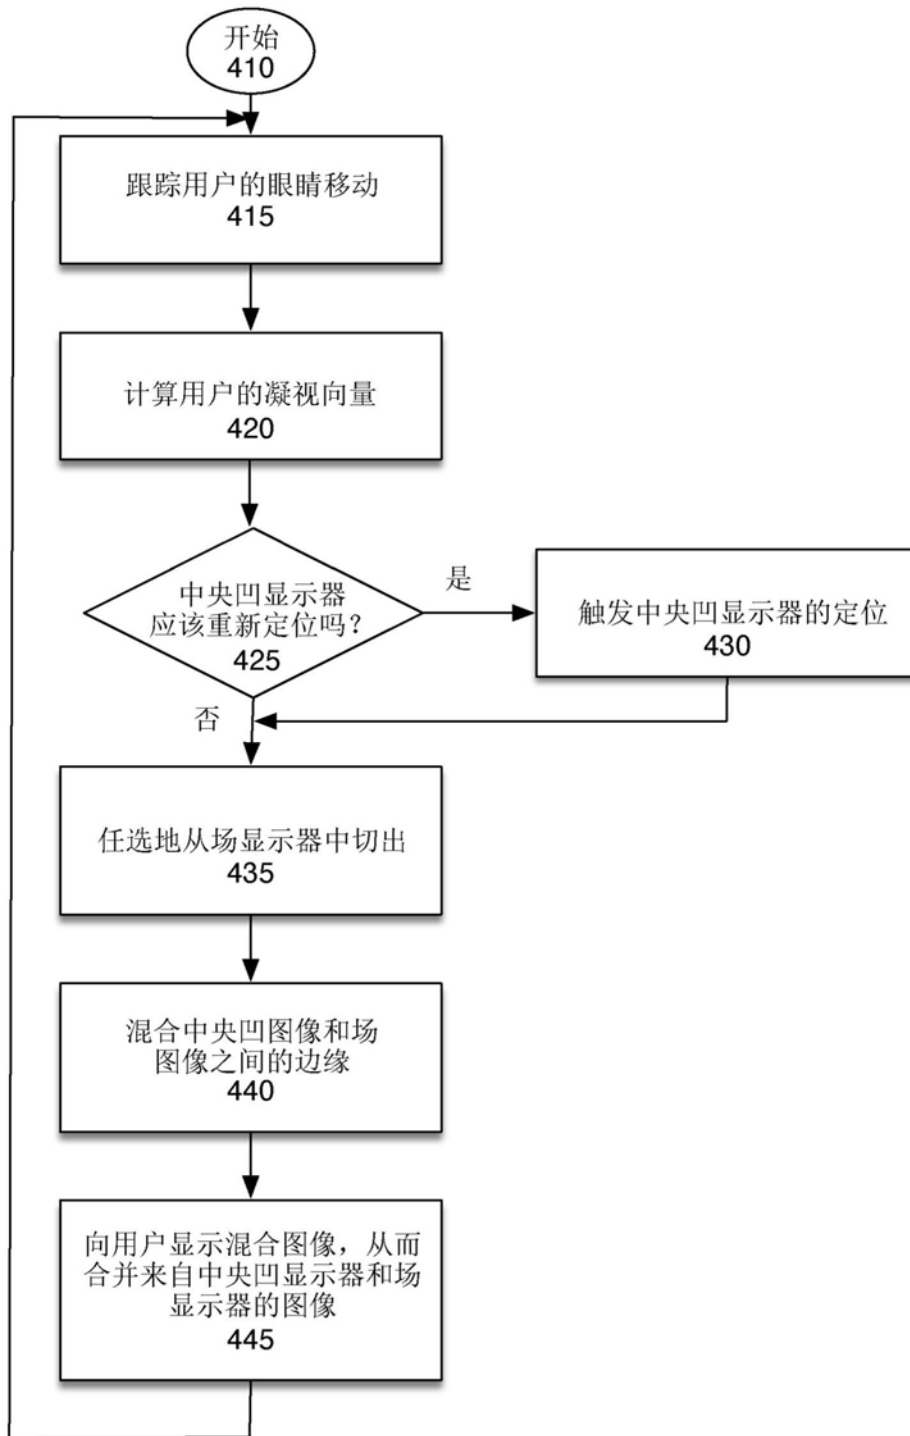 开始
410
跟踪用户的眼睛移动
415
计算用户的凝视向量
420
中央凹显示器
应该重新定位吗?
425
是
触发中央凹显示器的定位
430
否
任选地从场显示器中切出
435
混合中央凹图像和场
图像之间的边缘
440
向用户显示混合图像，从而
合并来自中央凹显示器和场
显示器的图像
445